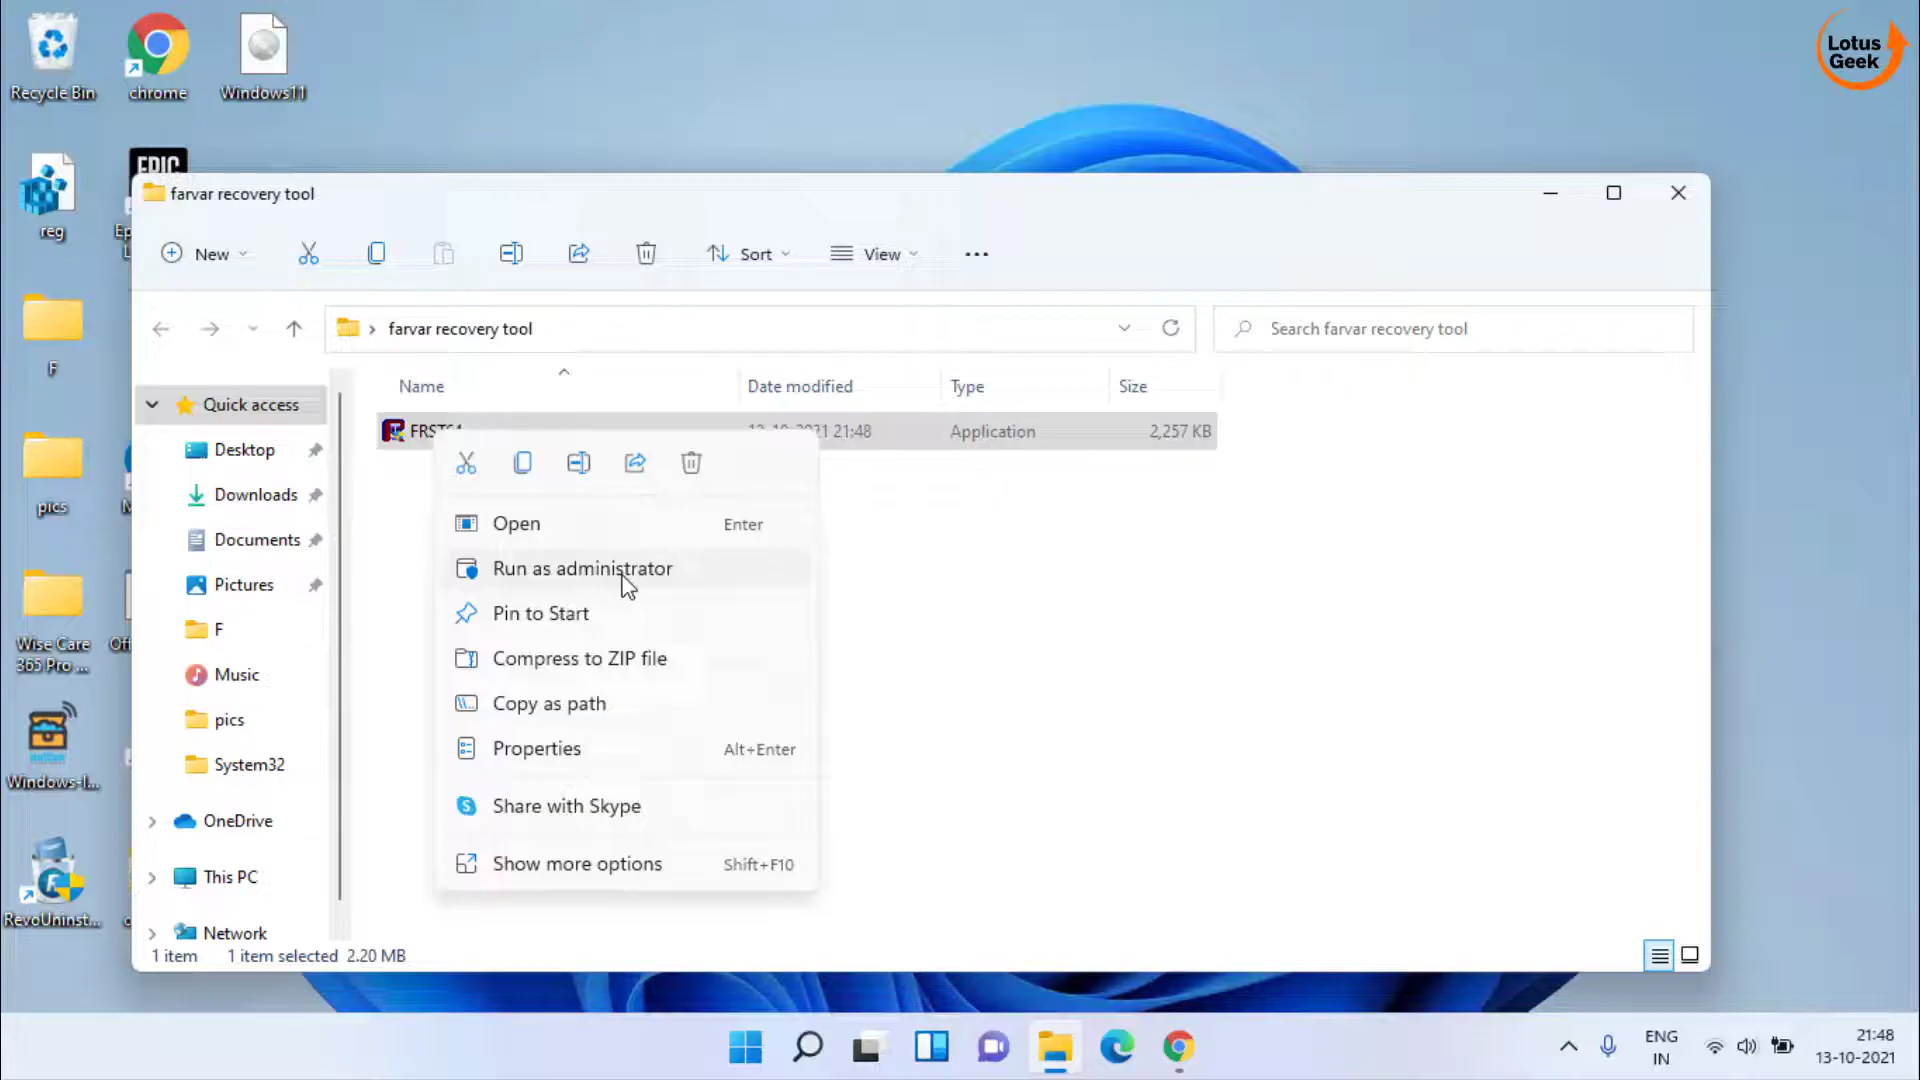 Lotus
Geek
Recycle Bin
chrome
Windows11
reg
EPIC
F
pics
Wise Care
365 Pro ...
Windows-I...
RevoUninst...
farvar recovery tool
New
Sort
View
farvar recovery tool
Search farvar recovery tool
Name
Date modified
Type
Size
21:48
Application
2,257 KB
Quick access
Desktop
Downloads
Documents
Pictures
F
Music
pics
System32
OneDrive
This PC
Network
Open
Enter
Run as administrator
Pin to Start
Compress to ZIP file
Copy as path
Properties
Alt+Enter
Share with Skype
Show more options
Shift+F10
1 item
1 item selected
2.20 MB
ENG
IN
21:48
13-10-2021